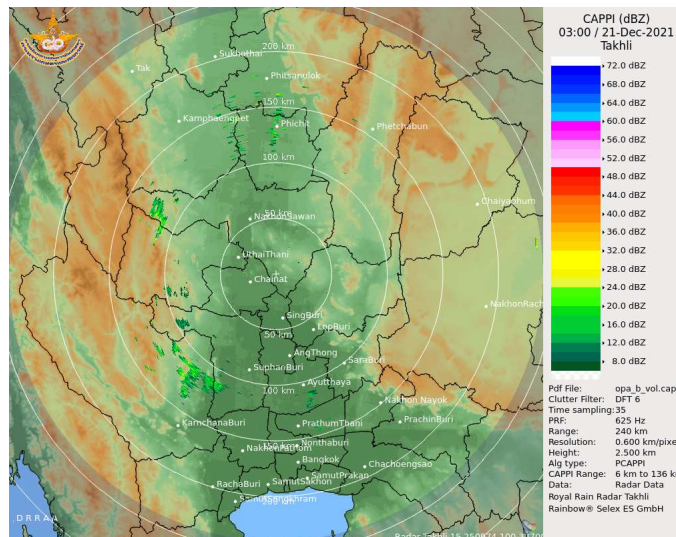 CAPPI (dBZ)
03:00 / 21-Dec-2021
Takhli
72.0 dBZ
68.0 dBZ
64.0 dBZ
60.0 dBZ
56.0 dBZ
52.0 dBZ
48.0 dBZ
44.0 dBZ
40.0 dBZ
36.0 dBZ
32.0 dBZ
28.0 dBZ
24.0 dBZ
20.0 dBZ
16.0 dBZ
12.0 dBZ
8.0 dBZ
Pdf File: opa_b_vol.cap
Clutter Filter: DFT 6
Time sampling:35
PRF: 625 Hz
Range: 240 km
Resolution: 0.600 km/pixe
Height: 2.500 km
Alg type: PCAPPI
CAPPI Range: 6 km to 136 k
Data: Radar Data
Royal Rain Radar Takhli
Rainbow® Selex ES GmbH
Sukhothai
200 km
Tak
Phitsanulok
150 km
Kamphaengpet
Phichit
Phetchabun
100 km
Chaiyaphum
50 km
NakhonSawan
UthaiThani
Chainat
NakhonRach
SingBuri
LopBuri
50 km
AngThong
SaraBuri
SuphanBuri
Ayutthaya
100 km
Nakhon Nayok
PrachinBuri
KamchanaBuri
PrathumThani
Nonthaburi
150 km
NakhonPathom
Bangkok
Chachoengsao
SamutPrakan
RachaBuri
SamutSakhon
SamutSongkhram
200 km
D R R A A